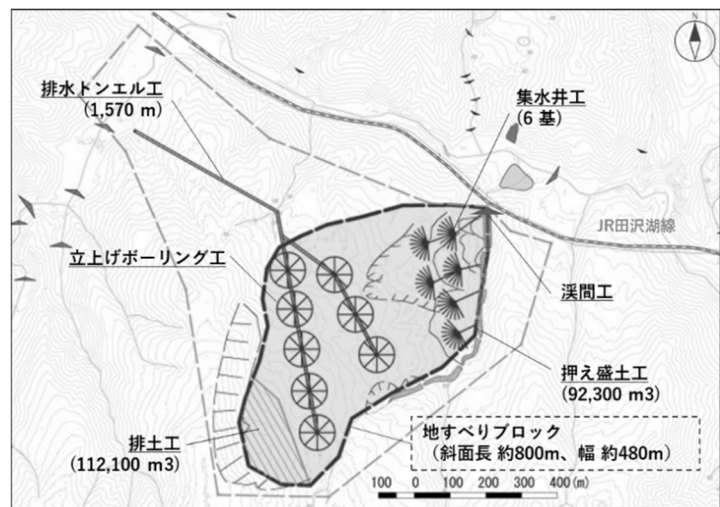 N
排水トンエル工
(1,570 m)
集水井工
(6 基)
JR田沢湖線
立上げボーリング工
渓間工
押え盛土工
(92,300 m3)
地すべりブロック
(斜面長 約800m、幅 約480m)
排土工
(112,100 m3)
100 0 100 200 300 400(m)